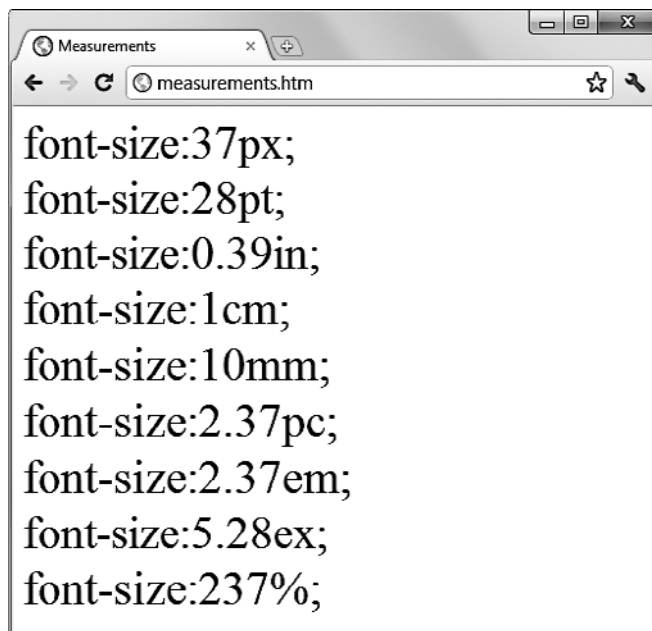 Measurements
measurements.htm
font-size:37px;
font-size:28pt;
font-size:0.39in;
font-size:1cm;
font-size:10mm;
font-size:2.37pc;
font-size:2.37em;
font-size:5.28ex;
font-size:237%;